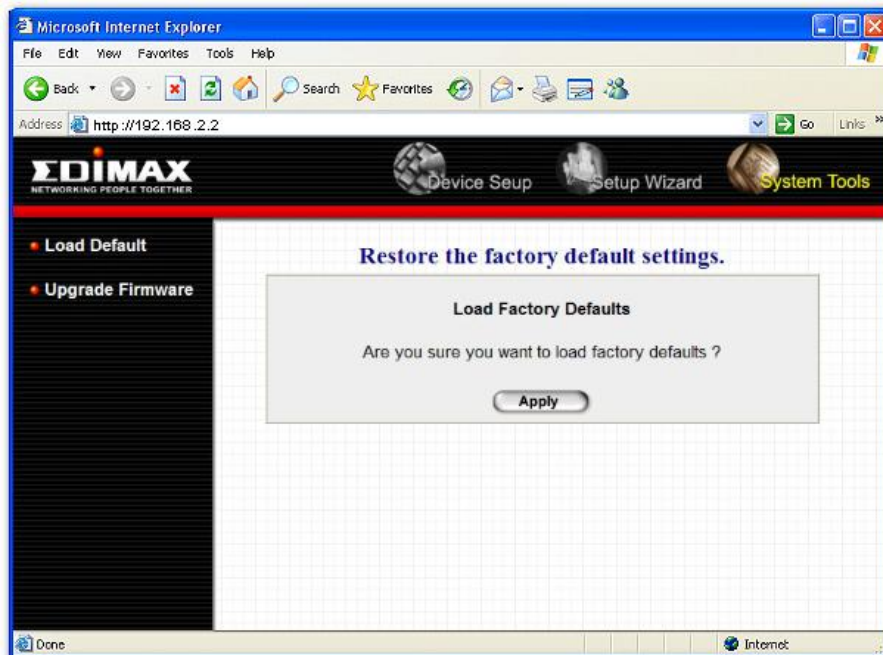 Microsoft Internet Explorer
File Edit View Favorites Tools Help
Back Search Favorites
Address http://192.168.2.2 Go Links »
EDIMAX
NETWORKING PEOPLE TOGETHER
Device Seup Setup Wizard System Tools
Load Default
Upgrade Firmware
Restore the factory default settings.
Load Factory Defaults
Are you sure you want to load factory defaults ?
Apply
Done Internet